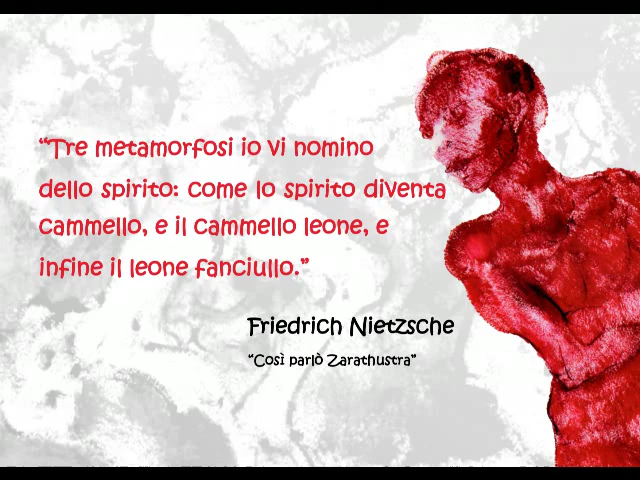 “Tre metamorfosi io vi nomino
dello spirito: come lo spirito diventa
cammello, e il cammello leone, e
infine il leone fanciullo.”
Friedrich Nietzsche
“Così parlò Zarathustra”